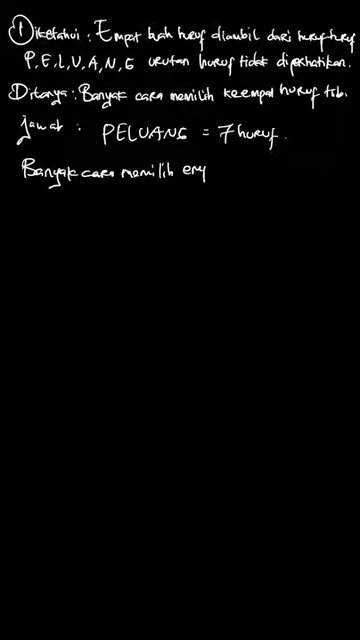 ① Diketahui : Empat buah huruf diambil dari huruf-huruf
P, E, L, U, A, N, G urutan huruf tidak diperhatikan.
Ditanya : Banyak cara memilih keempat huruf tsb.
Jawab : PELUANG = 7 huruf.
Banyak cara memilih emp